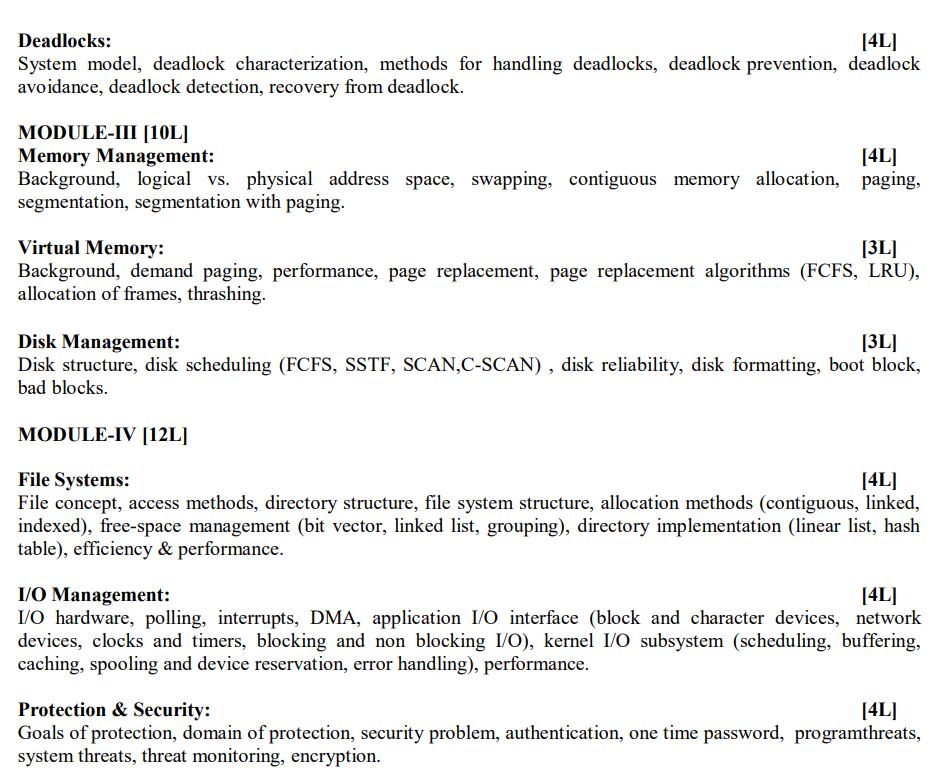 Deadlocks: [4L]
System model, deadlock characterization, methods for handling deadlocks, deadlock prevention, deadlock
avoidance, deadlock detection, recovery from deadlock.
MODULE-III [10L]
Memory Management: [4L]
Background, logical vs. physical address space, swapping, contiguous memory allocation, paging,
segmentation, segmentation with paging.
Virtual Memory: [3L]
Background, demand paging, performance, page replacement, page replacement algorithms (FCFS, LRU),
allocation of frames, thrashing.
Disk Management: [3L]
Disk structure, disk scheduling (FCFS, SSTF, SCAN,C-SCAN) , disk reliability, disk formatting, boot block,
bad blocks.
MODULE-IV [12L]
File Systems: [4L]
File concept, access methods, directory structure, file system structure, allocation methods (contiguous, linked,
indexed), free-space management (bit vector, linked list, grouping), directory implementation (linear list, hash
table), efficiency & performance.
I/O Management: [4L]
I/O hardware, polling, interrupts, DMA, application I/O interface (block and character devices, network
devices, clocks and timers, blocking and non blocking I/O), kernel I/O subsystem (scheduling, buffering,
caching, spooling and device reservation, error handling), performance.
Protection & Security: [4L]
Goals of protection, domain of protection, security problem, authentication, one time password, programthreats,
system threats, threat monitoring, encryption.